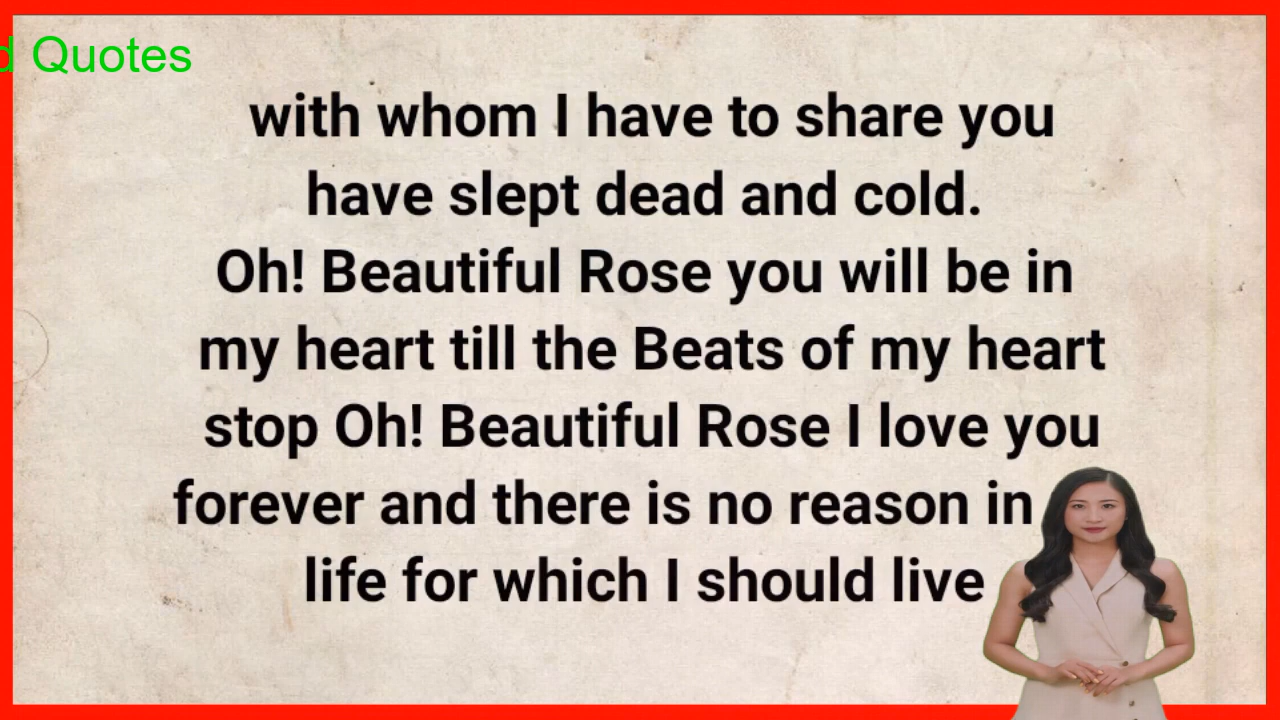 d Quotes
with whom I have to share you
have slept dead and cold.
Oh! Beautiful Rose you will be in
my heart till the Beats of my heart
stop Oh! Beautiful Rose I love you
forever and there is no reason in
life for which I should live